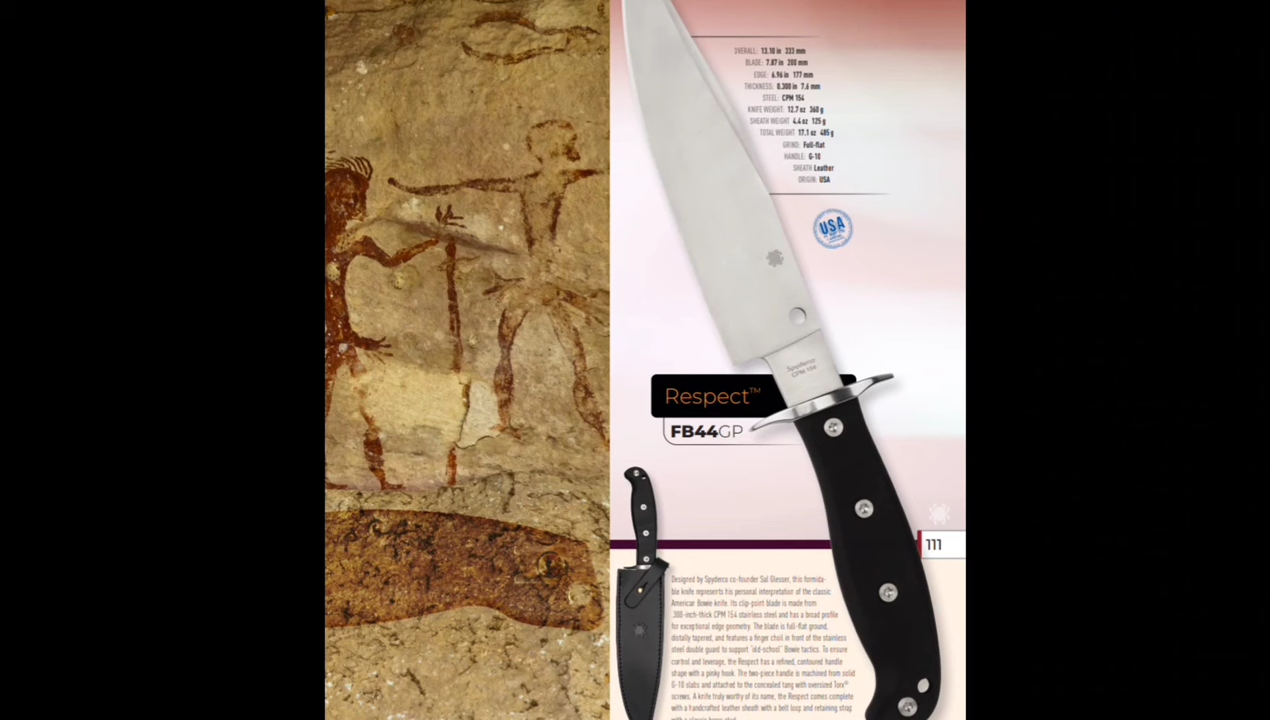 OVERALL: 13.10 in 333 mm
BLADE: 7.87 in 200 mm
EDGE: 6.96 in 177 mm
THICKNESS: 0.300 in 7.6 mm
STEEL: CPM 154
KNIFE WEIGHT: 12.7 oz 360 g
SHEATH WEIGHT 4.4 oz 125 g
TOTAL WEIGHT 17.1 oz 485 g
GRIND: Full-flat
HANDLE: G-10
SHEATH Leather
ORIGIN: USA
USA
Spyderco
CPM 154
Respect™
FB44GP
111
Designed by Spyderco co-founder Sal Glesser, this formida-
ble knife represents his personal interpretation of the classic
American Bowie knife. Its clip-point blade is made from
.300-inch-thick CPM 154 stainless steel and has a broad profile
for exceptional edge geometry. The blade is full-flat ground,
distally tapered, and features a finger choil in front of the stainless
steel double guard to support "old-school" Bowie tactics. To ensure
control and leverage, the Respect has a refined, contoured handle
shape with a pinky hook. The two-piece handle is machined from solid
G-10 slabs and attached to the concealed tang with oversized Torx®
screws. A knife truly worthy of its name, the Respect comes complete
with a handcrafted leather sheath with a belt loop and retaining strap